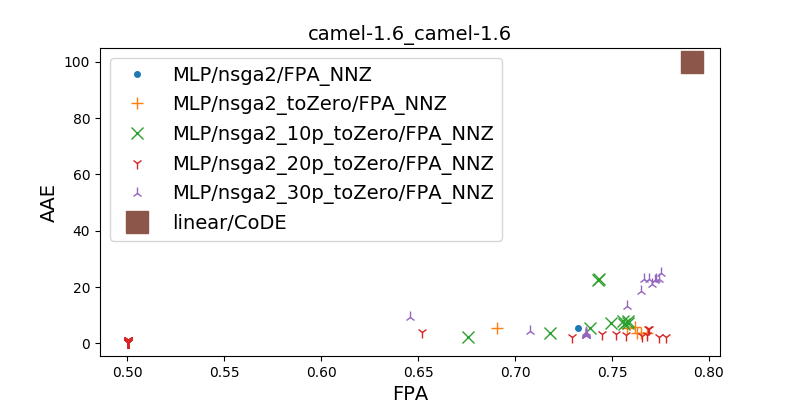 camel-1.6_camel-1.6
100
80
60
40
20
0
AAE
MLP/nsga2/FPA_NNZ
MLP/nsga2_toZero/FPA_NNZ
MLP/nsga2_10p_toZero/FPA_NNZ
MLP/nsga2_20p_toZero/FPA_NNZ
MLP/nsga2_30p_toZero/FPA_NNZ
linear/CoDE
0.50 0.55 0.60 0.65 0.70 0.75 0.80
FPA